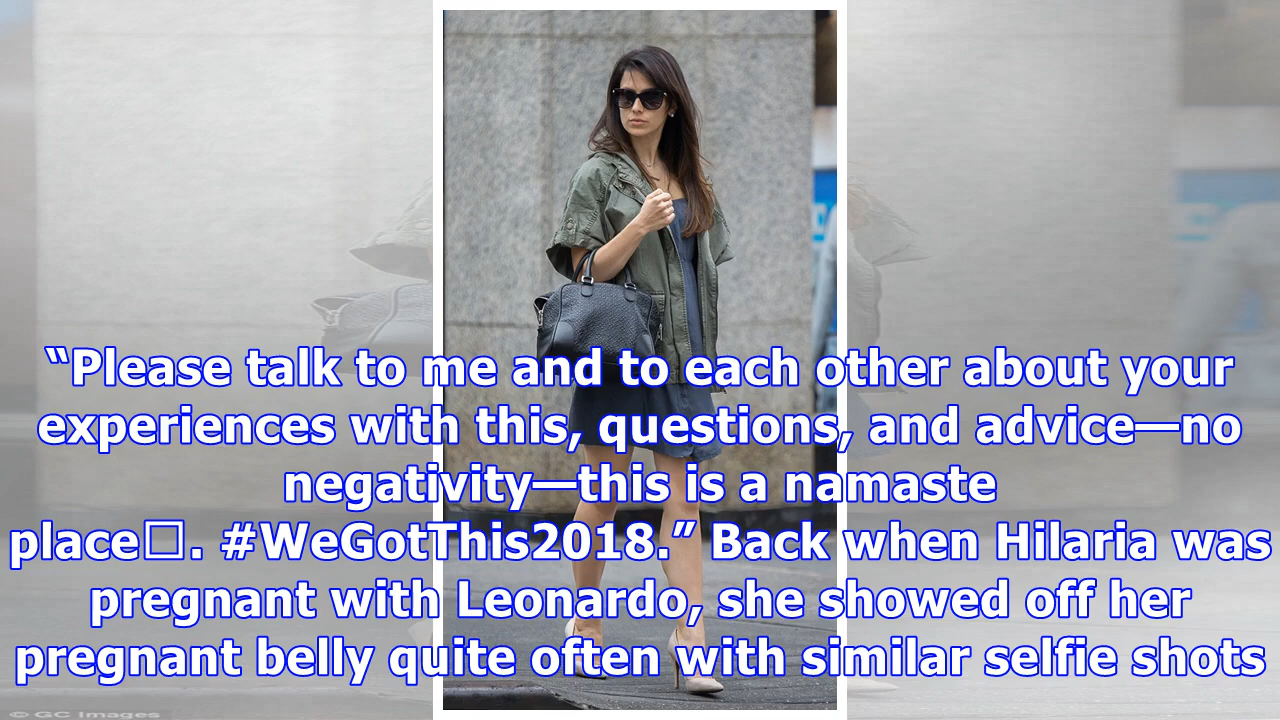 “Please talk to me and to each other about your
experiences with this, questions, and advice—no
negativity—this is a namaste
place□. #WeGotThis2018.” Back when Hilaria was
pregnant with Leonardo, she showed off her
pregnant belly quite often with similar selfie shots
© GC Images